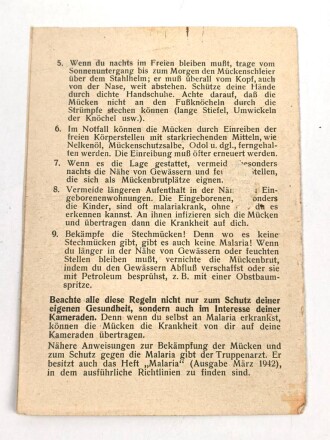 5. Wenn du nachts im Freien bleiben mußt, trage vom
Sonnenuntergang bis zum Morgen den Mückenschleier
über dem Stahlhelm; er muß überall vom Kopf, auch
von der Nase, weit abstehen. Schütze deine Hände
durch dichte Handschuhe. Achte darauf, daß die
Mücken nicht an den Fußknöcheln durch die
Strümpfe stechen können (lange Stiefel, Umwickeln
der Knöchel usw.).
6. Im Notfall können die Mücken durch Einreiben der
freien Körperstellen mit starkriechenden Mitteln, wie
Nelkenöl, Mückenschutzsalbe, Odol u. dgl., ferngehal-
ten werden. Die Einreibung muß öfter erneuert werden.
7. Wenn es die Lage gestattet, vermeid esonders
nachts die Nähe von Gewässern und fe tellen,
die sich als Mückenbrutplätze eignen.
8. Vermeide längeren Aufenthalt in der Nä Ein-
geborenenwohnungen. Die Eingeborenen, onders
die Kinder, sind oft malariakrank, ohne es
erkennen kannst. An ihnen infizieren sich die Mücken
und übertragen dann die Krankheit auf dich.
9. Bekämpfe die Stechmücken! Denn wo es keine
Stechmücken gibt, gibt es auch keine Malaria! Wenn
du länger in der Nähe von Gewässern oder feuchten
Stellen bleiben mußt, vernichte die Mückenbrut,
indem du den Gewässern Abfluß verschaffst oder sie
mit Petroleum besprühst, z. B. mit einer Obstbaum-
spritze.
Beachte alle diese Regeln nicht nur zum Schutz deiner
eigenen Gesundheit, sondern auch im Interesse deiner
Kameraden. Denn wenn du selbst an Malaria erkrankst,
können die Mücken die Krankheit von dir auf deine
Kameraden übertragen.
Nähere Anweisungen zur Bekämpfung der Mücken und
zum Schutz gegen die Malaria gibt der Truppenarzt. Er
besitzt auch das Heft „Malaria" (Ausgabe März 1942),
in dem ausführliche Richtlinien zu finden sind.